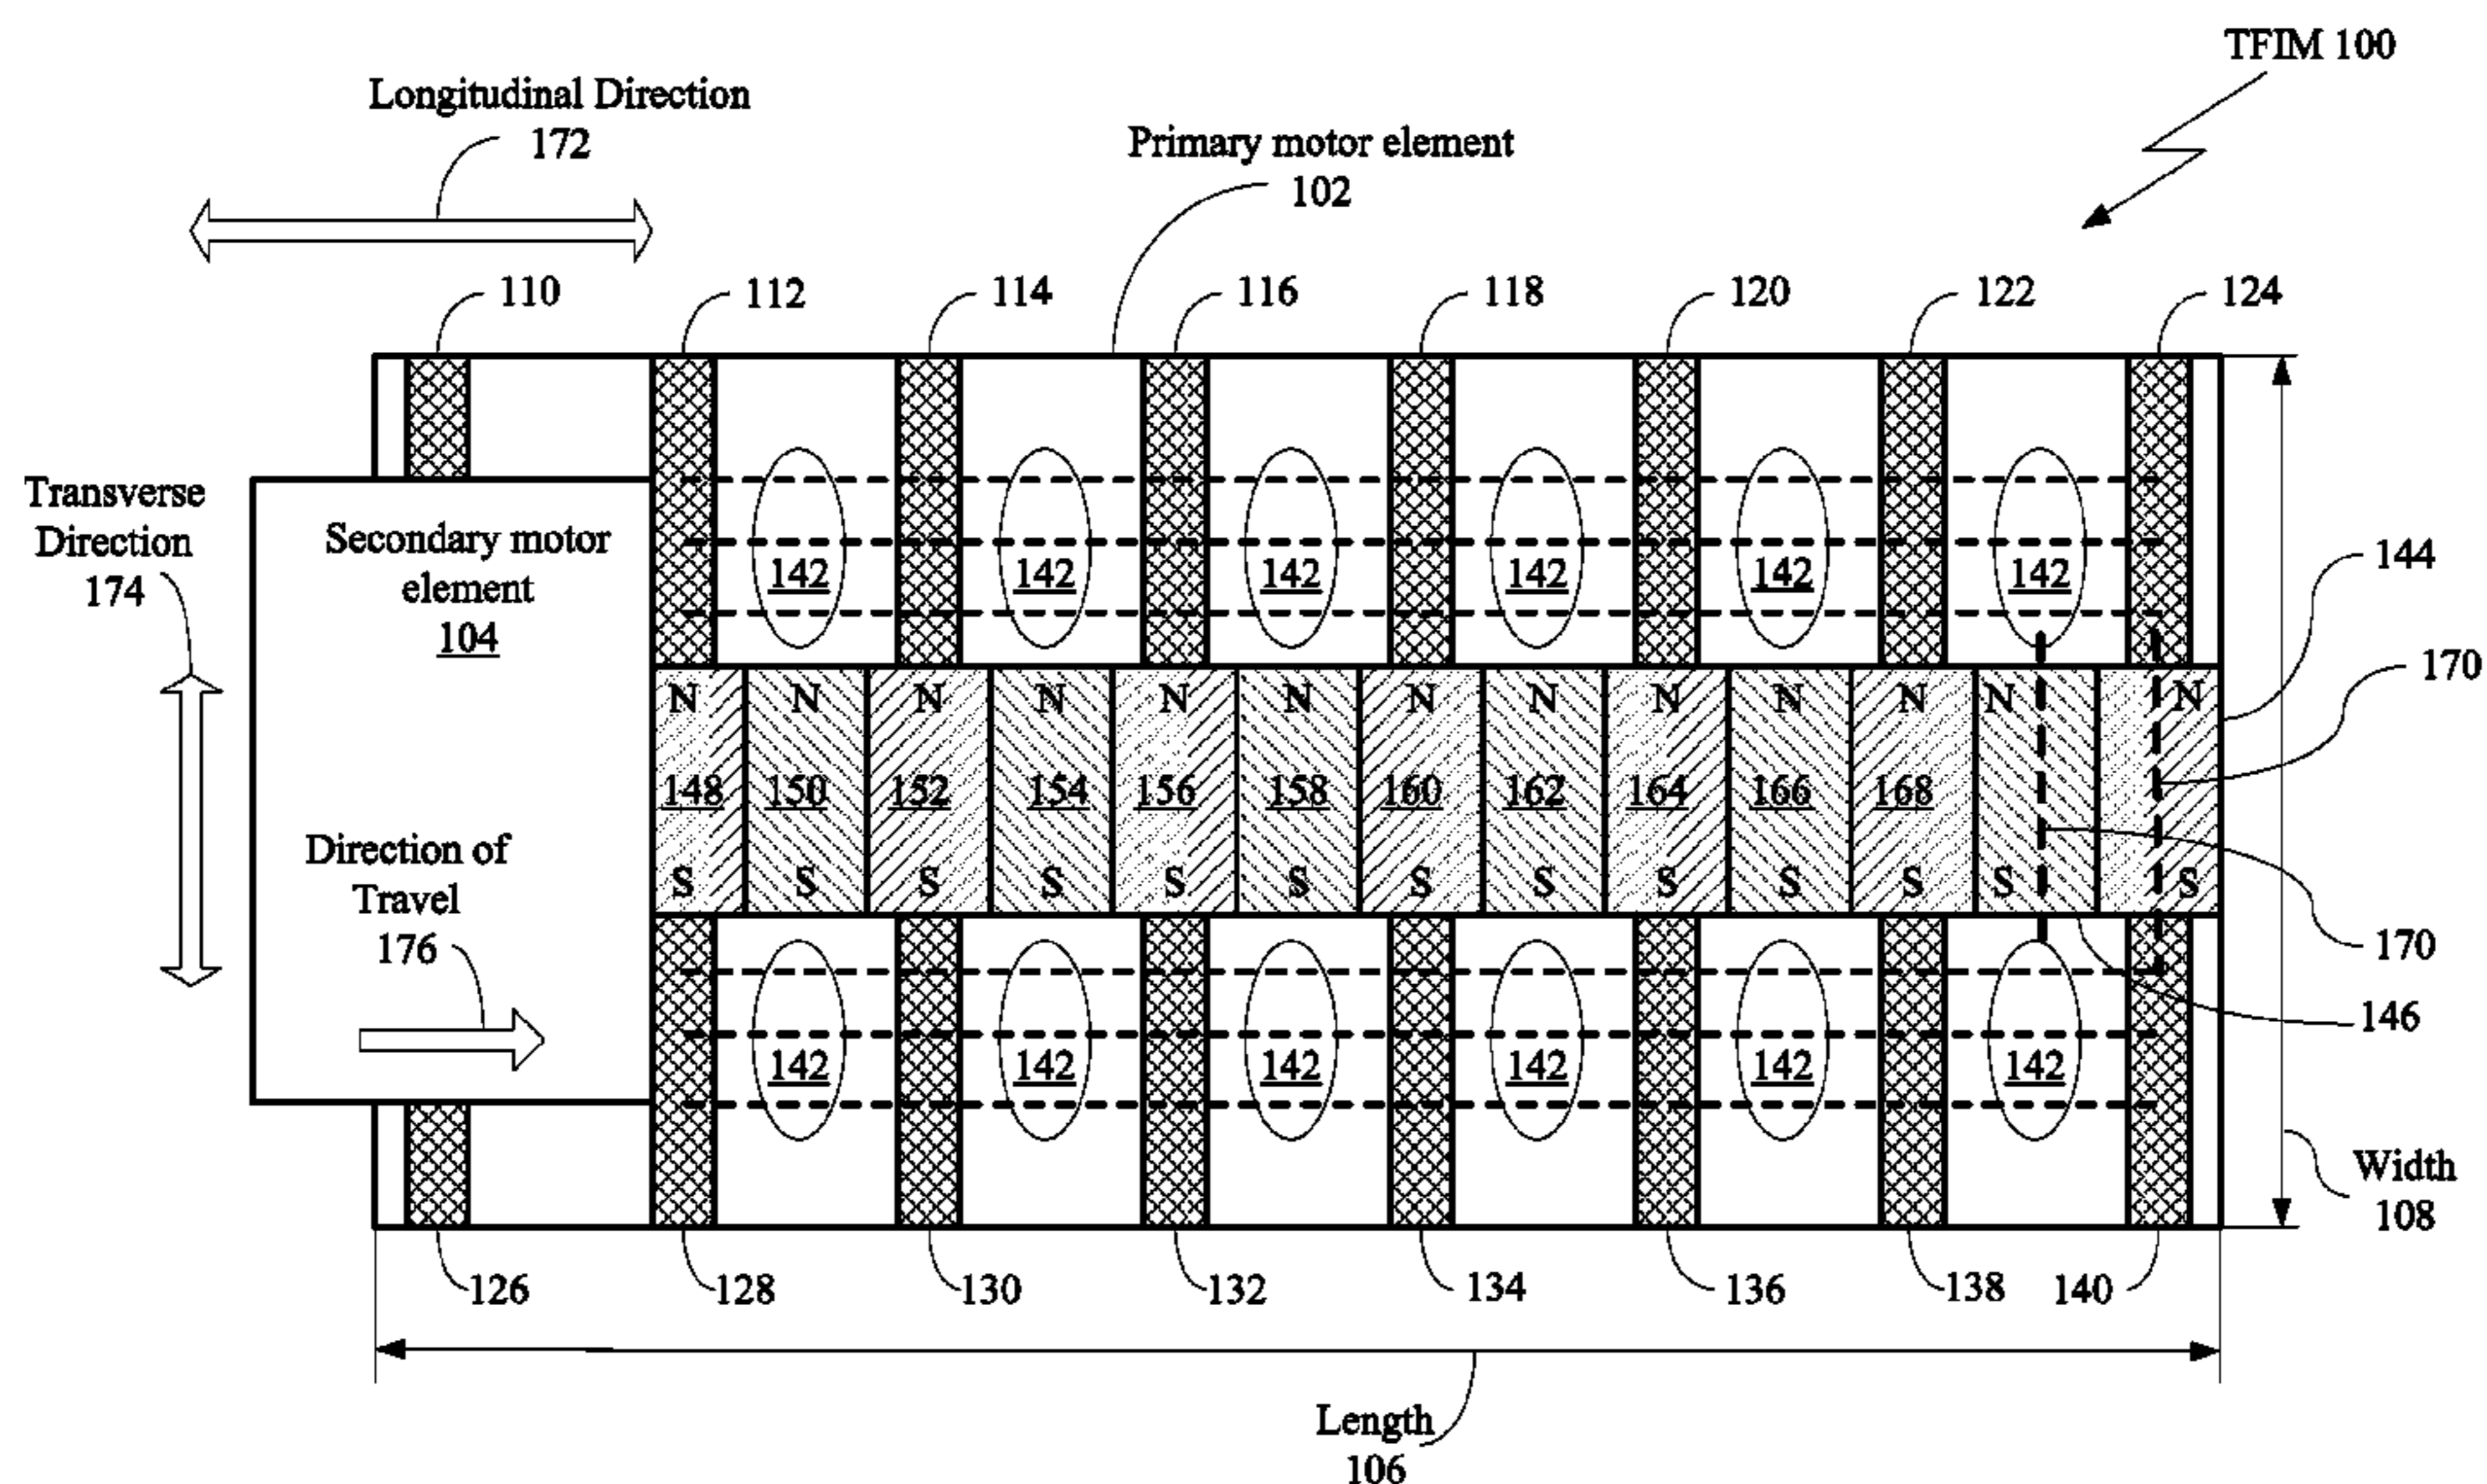 TFIM 100
Longitudinal Direction
172
Primary motor element
102
110
112
114
116
118
120
122
124
Transverse
Direction
174
Secondary motor
element
104
142
142
142
142
142
142
144
170
N
N
N
N
N
N
N
N
N
N
N
N
N
148
150
152
154
156
158
160
162
164
166
168
S
S
S
S
S
S
S
S
S
S
S
S
S
Direction of
Travel
176
170
146
142
142
142
142
142
142
Width
108
126
128
130
132
134
136
138
140
Length
106